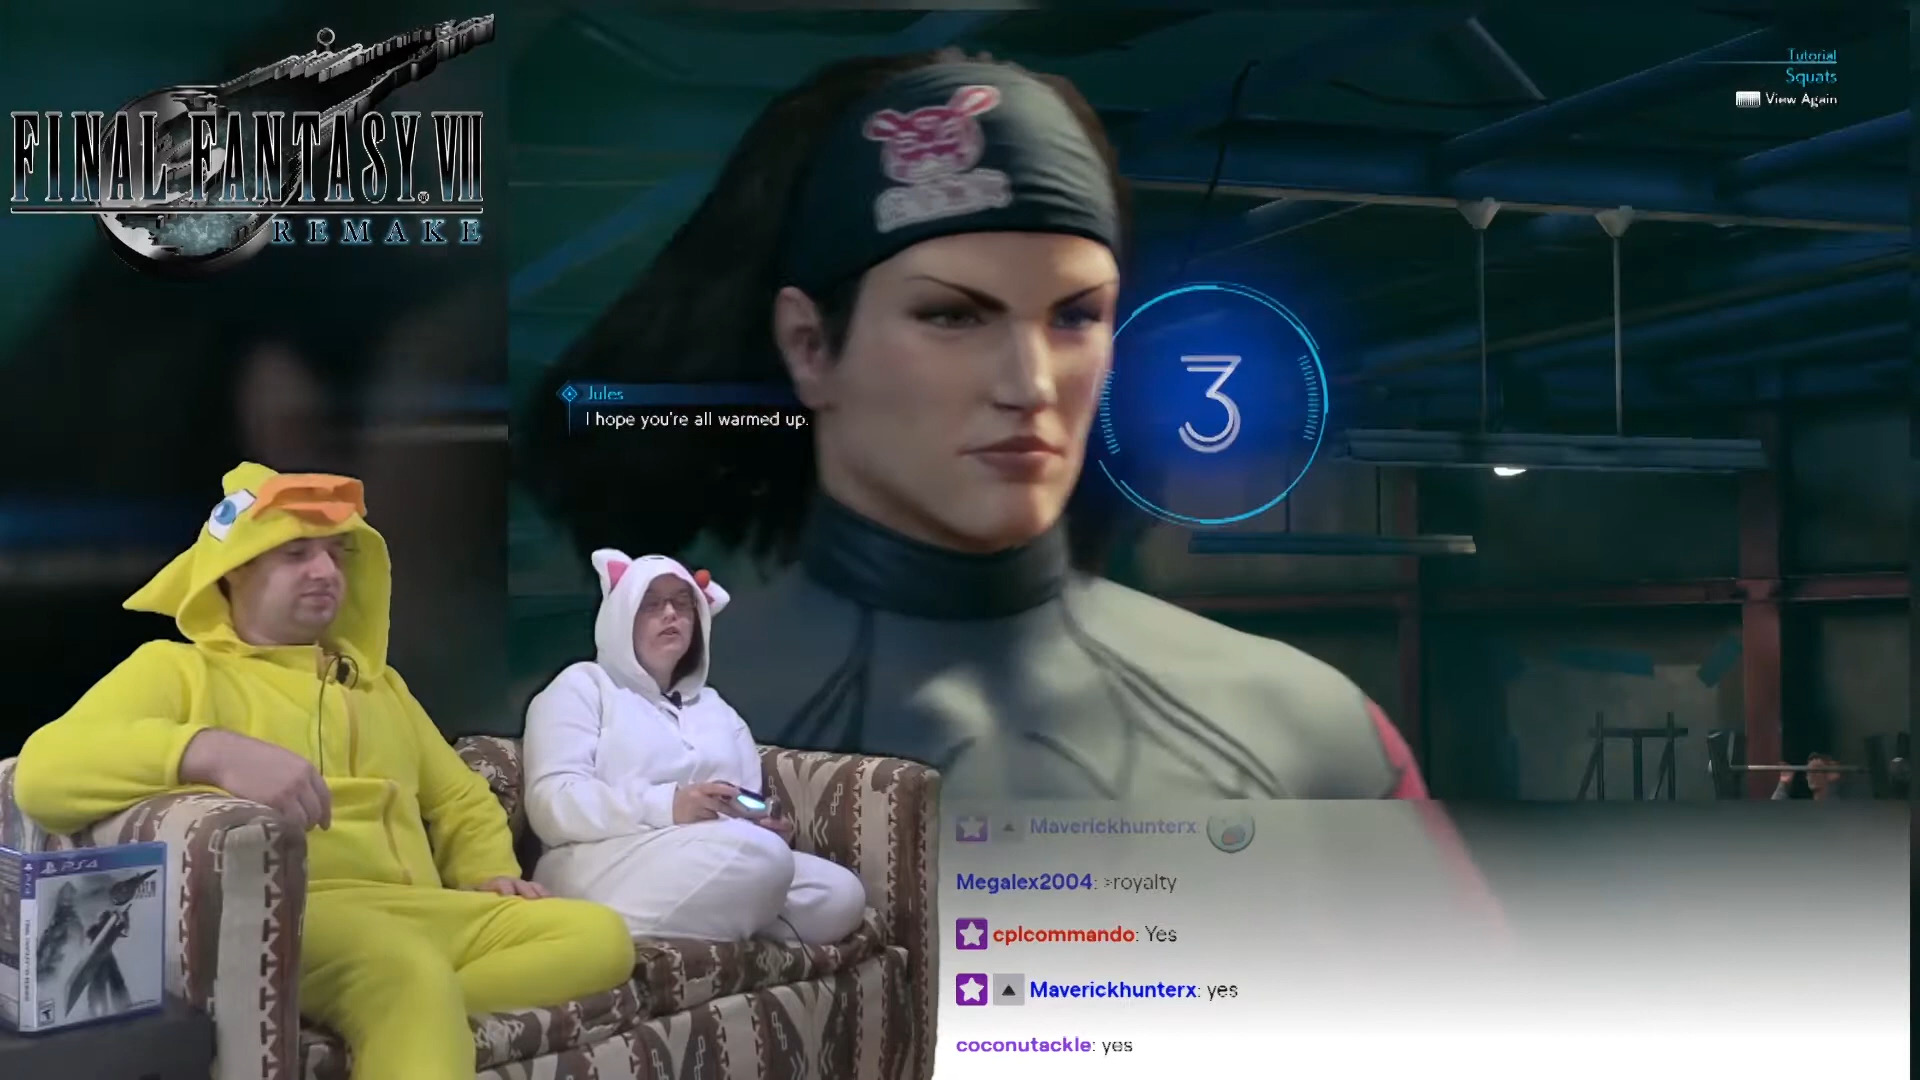 FINAL FANTASY VII
REMAKE
Tutorial
Squats
View Again
3
Jules
I hope you're all warmed up.
PS4
Maverickhunterx:
Megalex2004: >royalty
cplcommando: Yes
Maverickhunterx: yes
coconutackle: yes